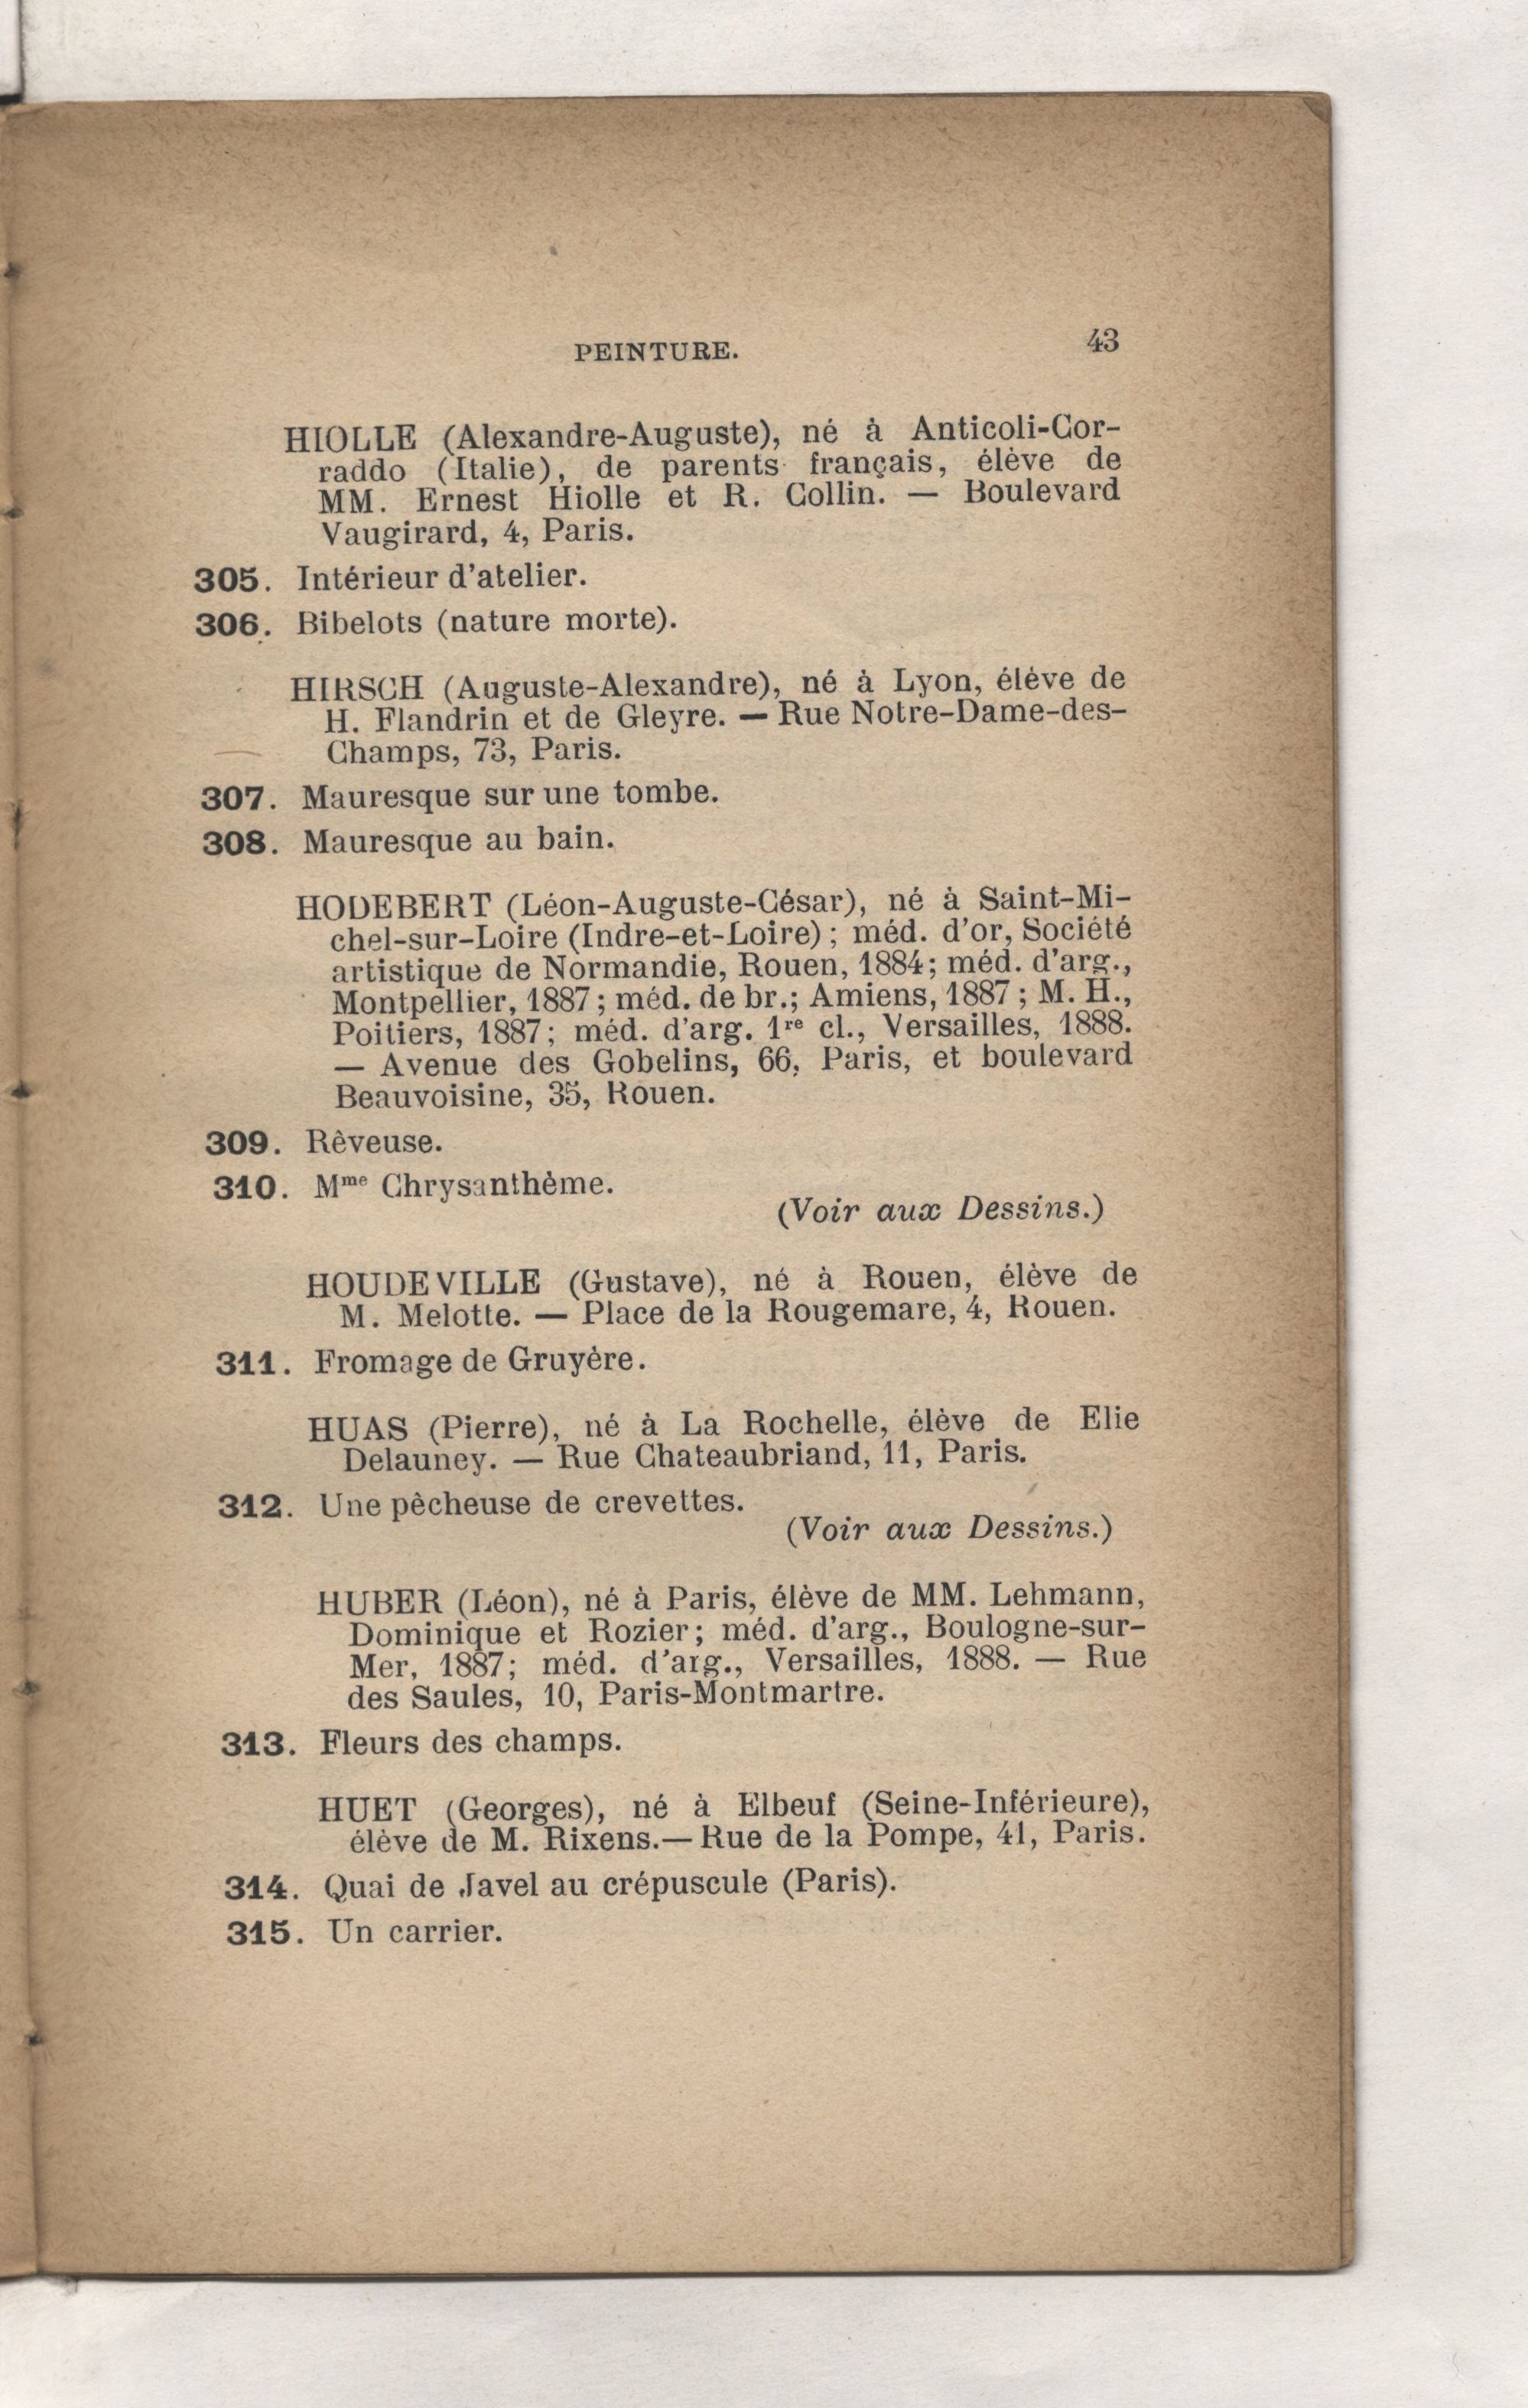 PEINTURE. 43
HIOLLE (Alexandre-Auguste), né à Anticoli-Cor-
raddo (Italie), de parents français, élève de
MM. Ernest Hiolle et R. Collin. — Boulevard
Vaugirard, 4, Paris.
305. Intérieur d'atelier.
306. Bibelots (nature morte).
HIRSCH (Auguste-Alexandre), né à Lyon, élève de
H. Flandrin et de Gleyre. — Rue Notre-Dame-des-
Champs, 73, Paris.
307. Mauresque sur une tombe.
308. Mauresque au bain.
HODEBERT (Léon-Auguste-César), né à Saint-Mi-
chel-sur-Loire (Indre-et-Loire); méd. d'or, Société
artistique de Normandie, Rouen, 1884; méd. d'arg.,
Montpellier, 1887; méd. de br.; Amiens, 1887; M. H.,
Poitiers, 1887; méd. d'arg. 1re cl., Versailles, 1888.
— Avenue des Gobelins, 66, Paris, et boulevard
Beauvoisine, 35, Rouen.
309. Rêveuse.
310. Mme Chrysanthème.
(Voir aux Dessins.)
HOUDEVILLE (Gustave), né à Rouen, élève de
M. Melotte. — Place de la Rougemare, 4, Rouen.
311. Fromage de Gruyère.
HUAS (Pierre), né à La Rochelle, élève de Elie
Delauney. — Rue Chateaubriand, 11, Paris.
312. Une pêcheuse de crevettes.
(Voir aux Dessins.)
HUBER (Léon), né à Paris, élève de MM. Lehmann,
Dominique et Rozier; méd. d'arg., Boulogne-sur-
Mer, 1887; méd. d'arg., Versailles, 1888. — Rue
des Saules, 10, Paris-Montmartre.
313. Fleurs des champs.
HUET (Georges), né à Elbeuf (Seine-Inférieure),
élève de M. Rixens.— Rue de la Pompe, 41, Paris.
314. Quai de Javel au crépuscule (Paris).
315. Un carrier.